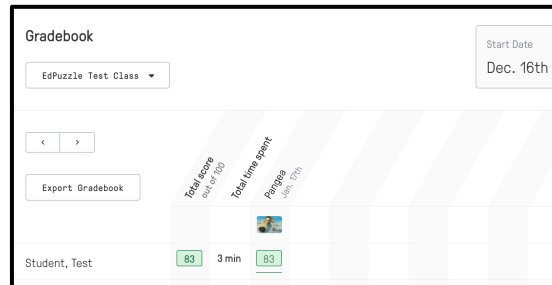 Gradebook
Start Date
EdPuzzle Test Class
Dec. 16th
Total score
out of 100
Total time spent
Pangea
Jan. 17th
Export Gradebook
Student, Test
83
3 min
83